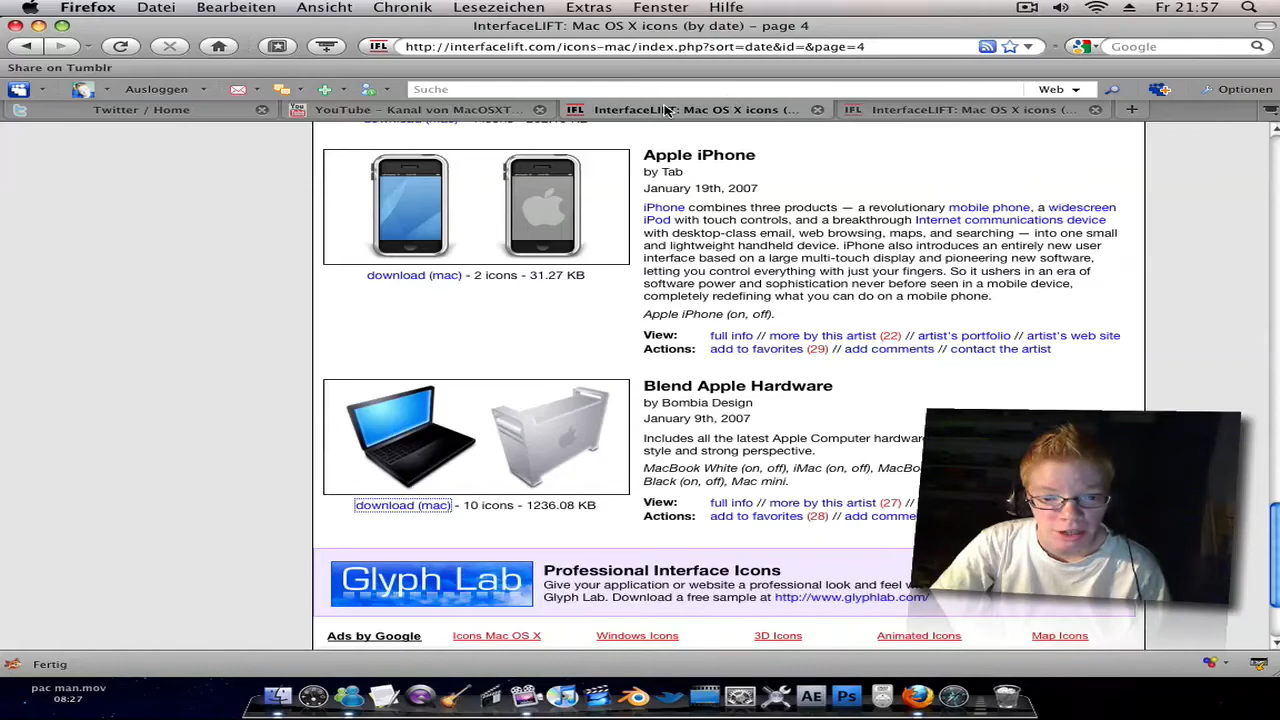 Firefox Datei Bearbeiten Ansicht Chronik Lesezeichen Extras Fenster Hilfe Fr 21:57
InterfaceLIFT: Mac OS X icons (by date) - page 4
IFL http://interfacelift.com/icons-mac/index.php?sort=date&id=&page=4 Google
Share on Tumblr
Ausloggen Suche Web Optionen
Twitter / Home You Tube YouTube - Kanal von MacOSXT... IFL InterfaceLIFT: Mac OS X icons (... IFL InterfaceLIFT: Mac OS X icons (...
Apple iPhone
by Tab
January 19th, 2007
iPhone combines three products — a revolutionary mobile phone, a widescreen
iPod with touch controls, and a breakthrough Internet communications device
with desktop-class email, web browsing, maps, and searching — into one small
and lightweight handheld device. iPhone also introduces an entirely new user
interface based on a large multi-touch display and pioneering new software,
letting you control everything with just your fingers. So it ushers in an era of
software power and sophistication never before seen in a mobile device,
completely redefining what you can do on a mobile phone.
Apple iPhone (on, off).
download (mac) - 2 icons - 31.27 KB
View: full info // more by this artist (22) // artist's portfolio // artist's web site
Actions: add to favorites (29) // add comments // contact the artist
Blend Apple Hardware
by Bombia Design
January 9th, 2007
Includes all the latest Apple Computer hardwar
style and strong perspective.
MacBook White (on, off), iMac (on, off), MacBo
Black (on, off), Mac mini.
download (mac) - 10 icons - 1236.08 KB
View: full info // more by this artist (27) //
Actions: add to favorites (28) // add comme
Glyph Lab
Professional Interface Icons
Give your application or website a professional look and feel w
Glyph Lab. Download a free sample at http://www.glyphlab.com/
Ads by Google Icons Mac OS X Windows Icons 3D Icons Animated Icons Map Icons
Fertig
pac man.mov
08:27
AE Ps